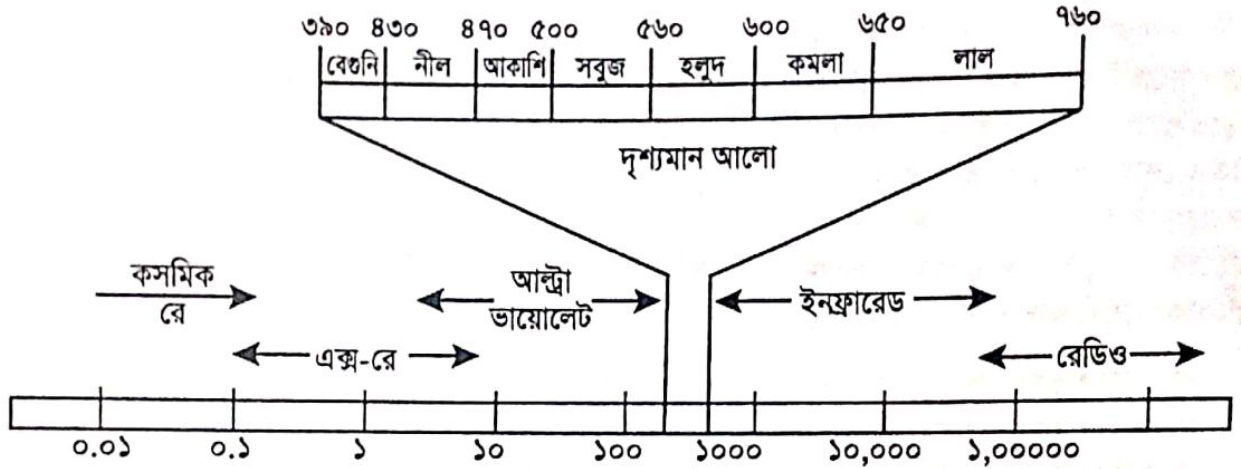 ৩৯০ ৪৩০ ৪৭০ ৫০০ ৫৬০ ৬০০ ৬৫০ ৭৬০
বেগুনি নীল আকাশি সবুজ হলুদ কমলা লাল
দৃশ্যমান আলো
কসমিক
রে
আল্ট্রা
ভায়োলেট
ইনফ্রারেড
এক্স-রে
রেডিও
০.০১ ০.১ ১ ১০ ১০০ ১০০০ ১০,০০০ ১,০০০০০